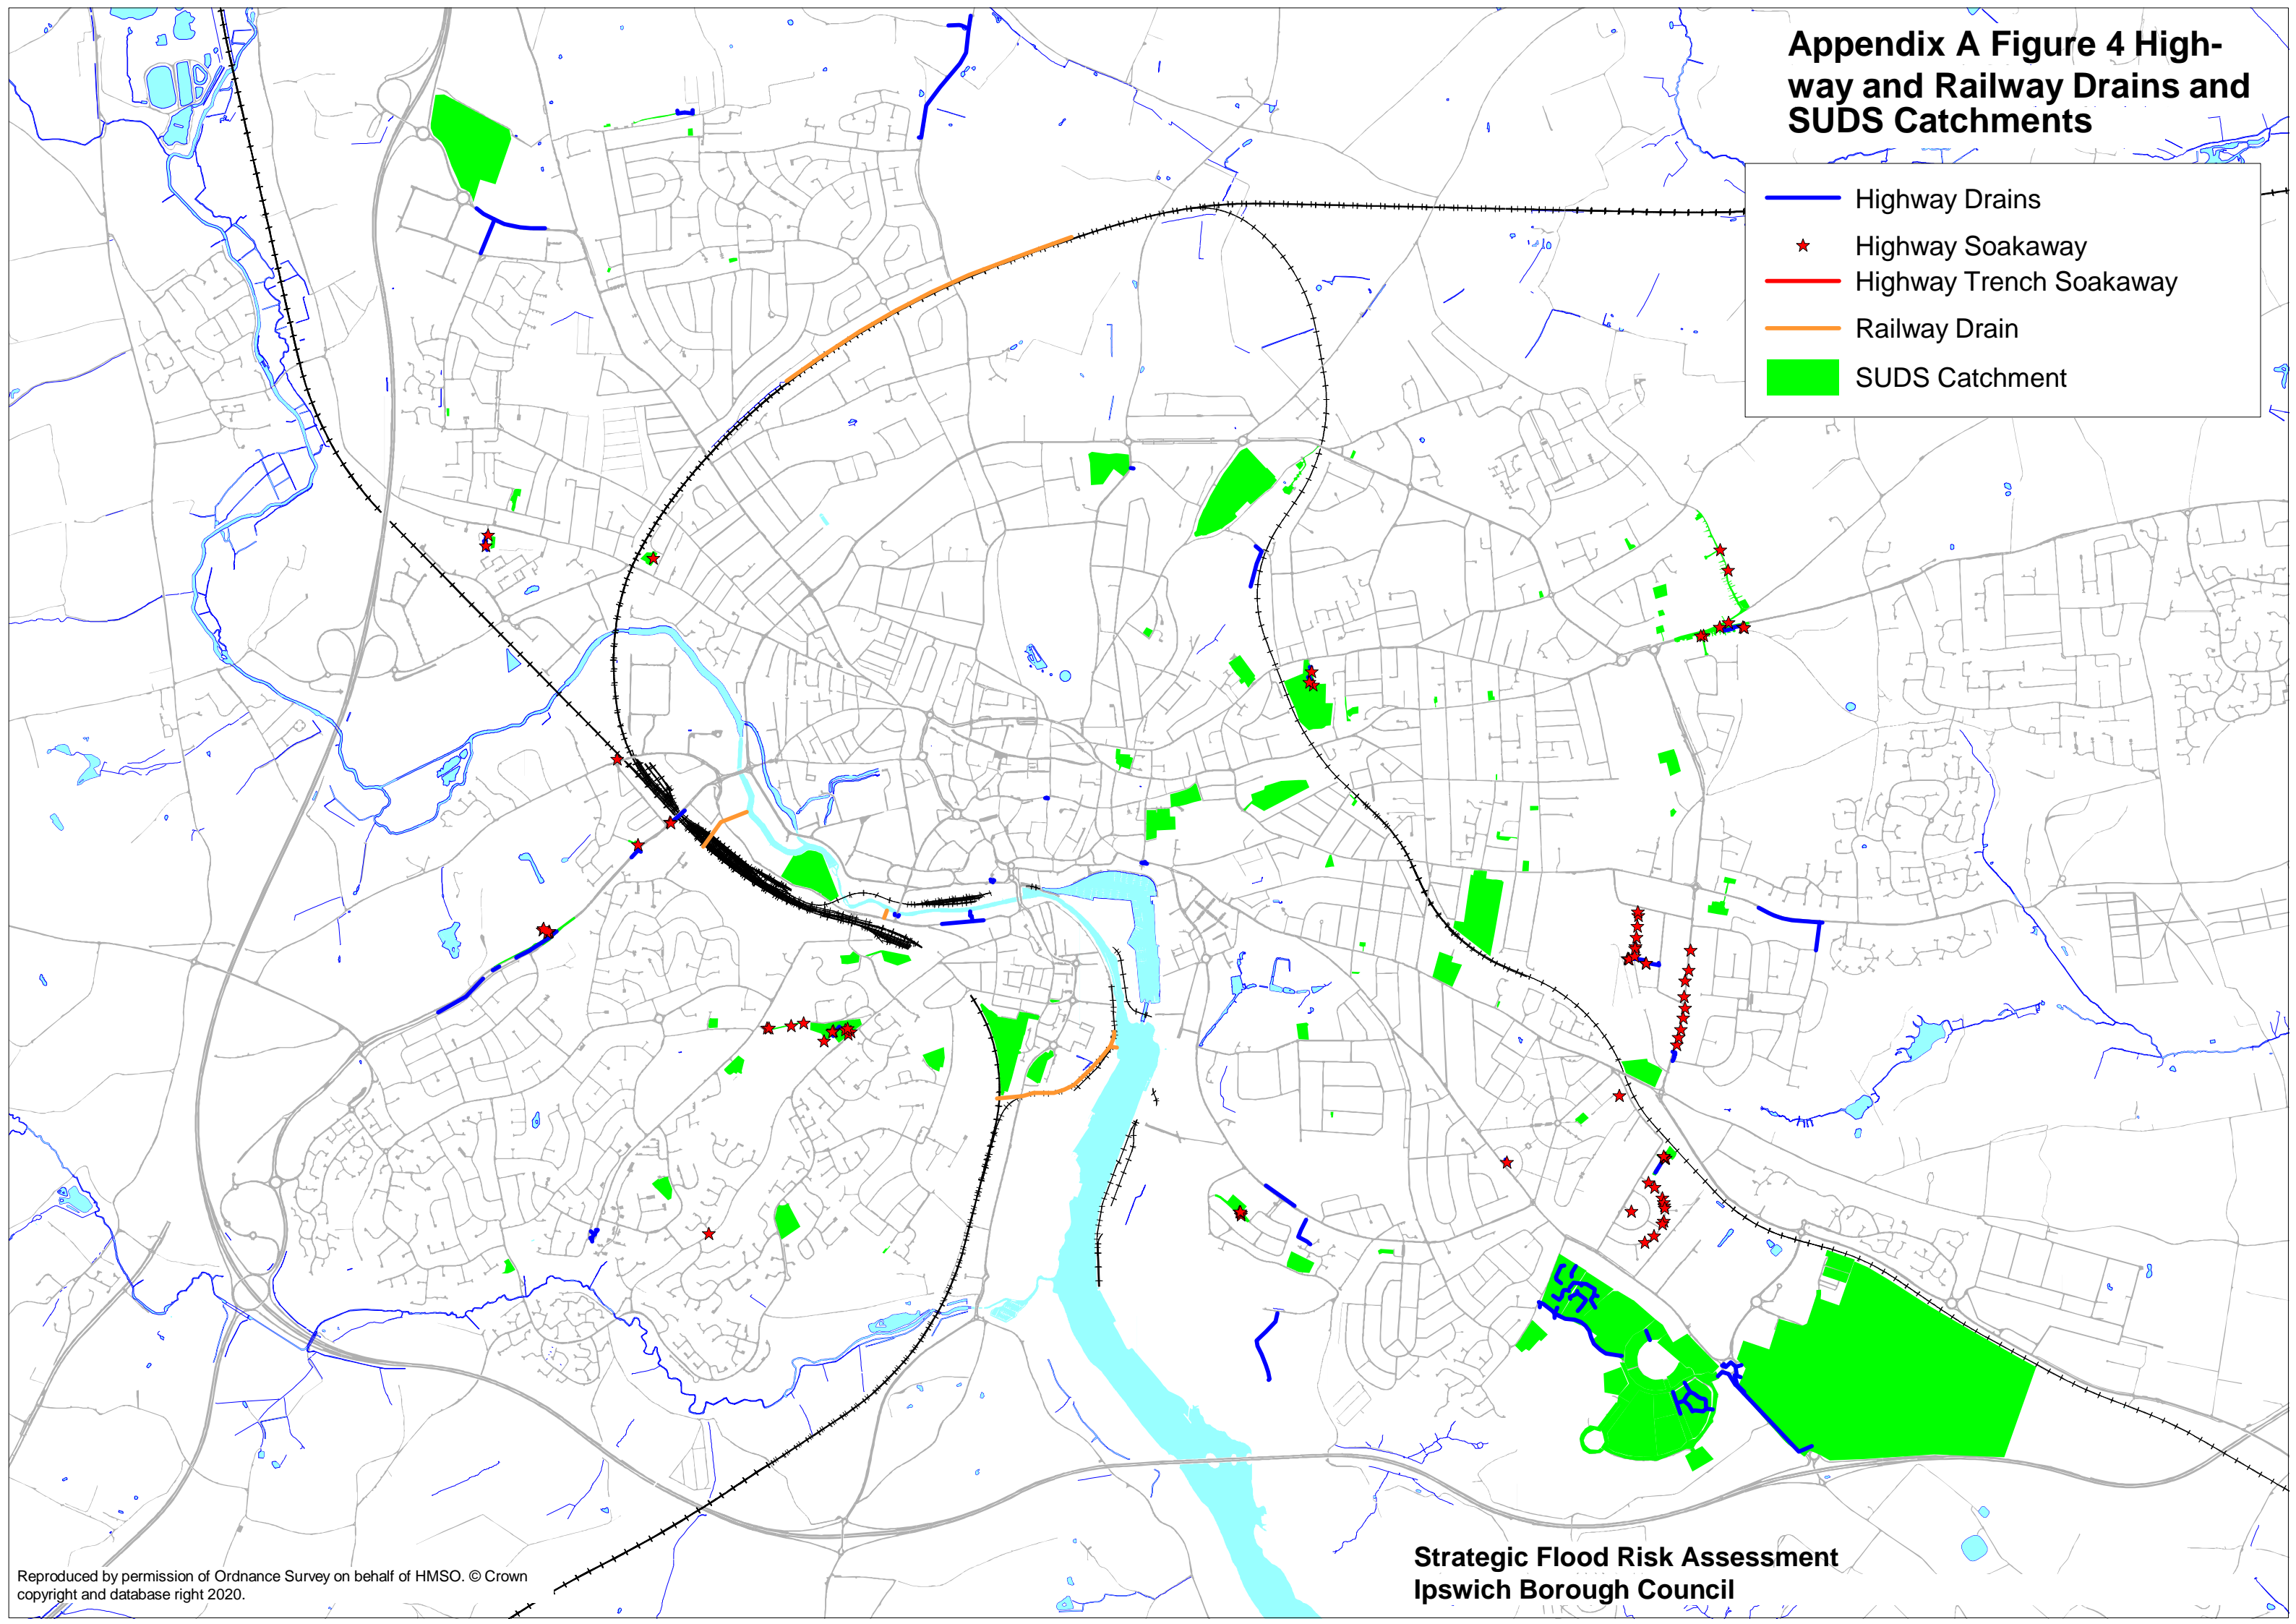 Appendix A Figure 4 High-
way and Railway Drains and
SUDS Catchments
Highway Drains
Highway Soakaway
Highway Trench Soakaway
Railway Drain
SUDS Catchment
Strategic Flood Risk Assessment
Ipswich Borough Council
Reproduced by permission of Ordnance Survey on behalf of HMSO. © Crown
copyright and database right 2020.